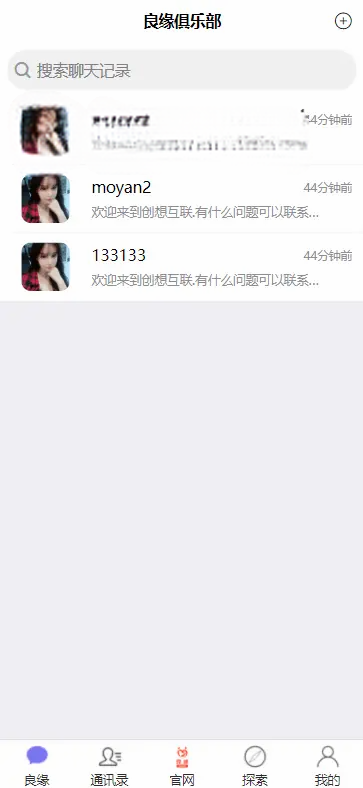 良缘俱乐部
搜索聊天记录
44分钟前
moyan2
44分钟前
欢迎来到创想互联,有什么问题可以联系...
133133
44分钟前
欢迎来到创想互联,有什么问题可以联系...
良缘
通讯录
官网
探索
我的